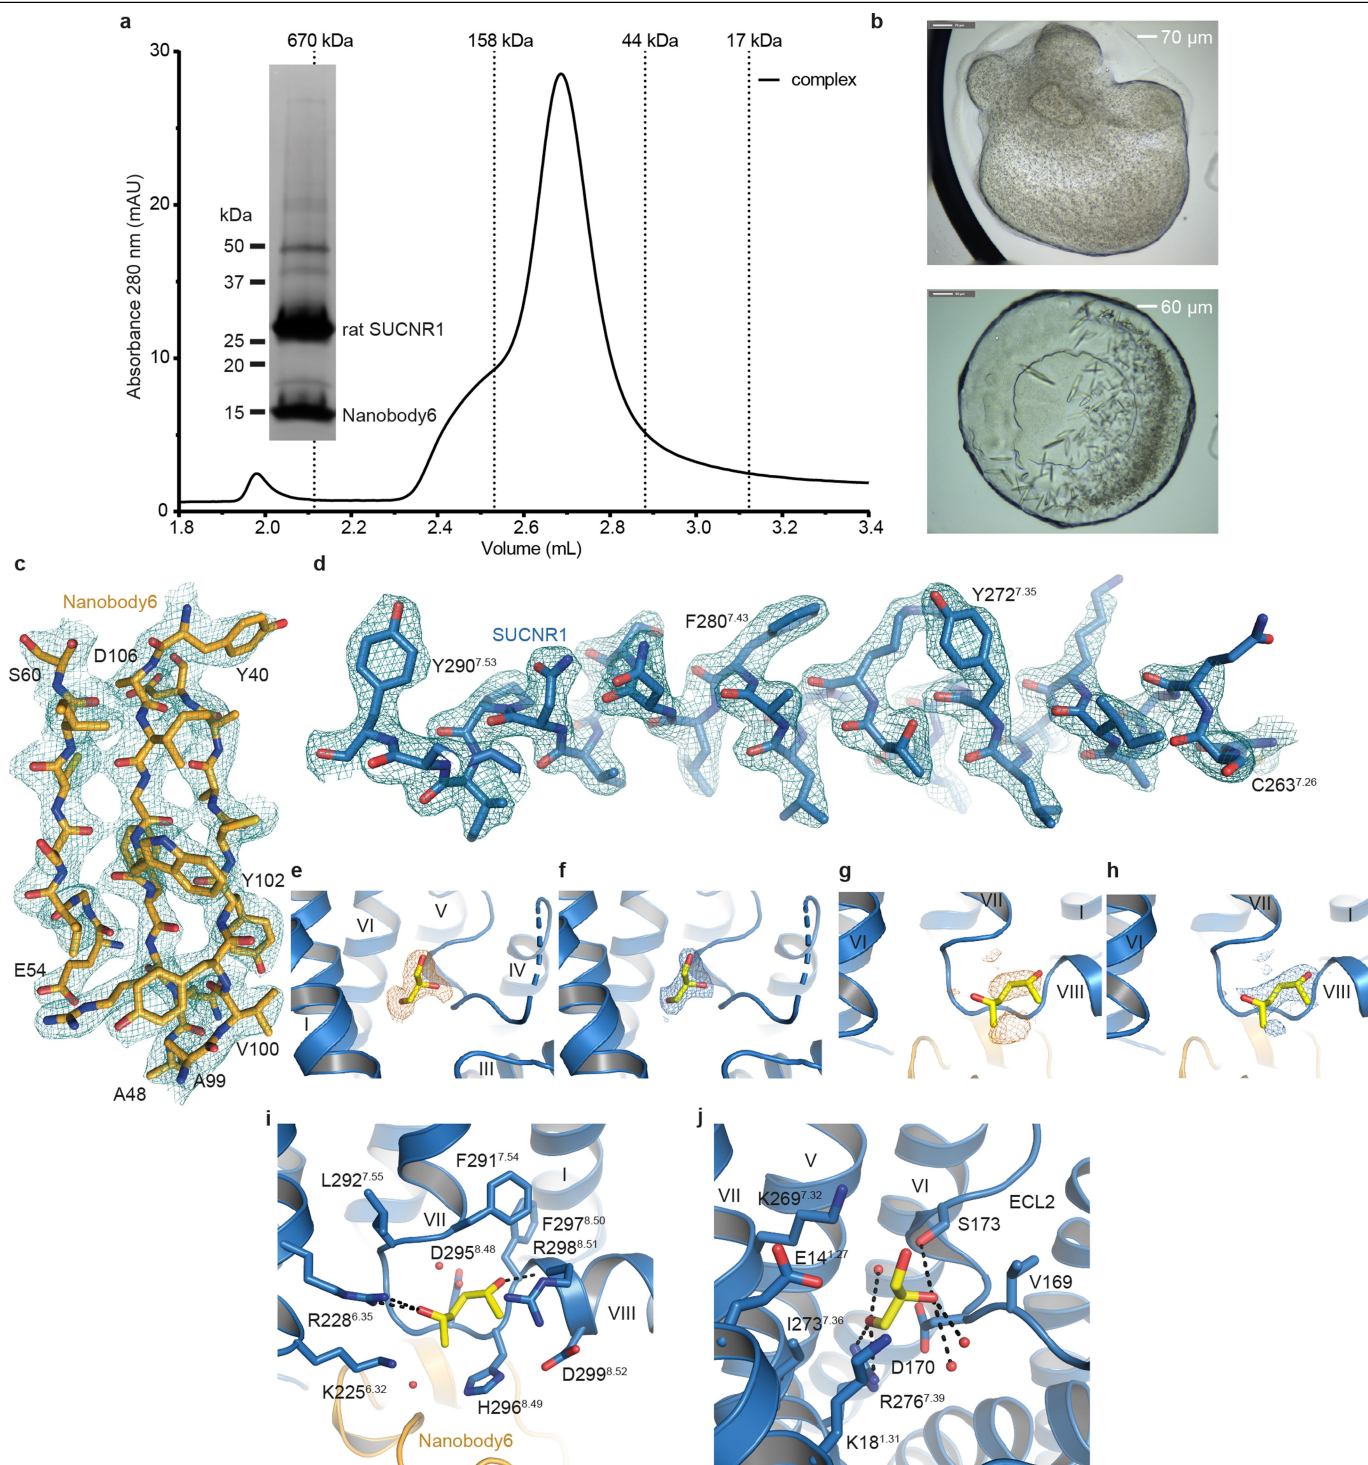 a
670 kDa
158 kDa
44 kDa
17 kDa
complex
30
20
10
0
Absorbance 280 nm (mAU)
kDa
50
37
25
20
15
rat SUCNR1
Nanobody6
1.8
2.0
2.2
2.4
2.6
2.8
3.0
3.2
3.4
Volume (mL)
b
70 µm
60 µm
c
Nanobody6
S60
D106
Y40
Y102
E54
V100
A99
A48
d
SUCNR1
Y290^7.53
F280^7.43
Y272^7.35
C263^7.26
e
VI
V
IV
I
III
f
g
VII
I
VI
VIII
h
VII
I
VI
VIII
i
F291^7.54
I
L292^7.55
VII
F297^8.50
D295^8.48
R298^8.51
VIII
R228^6.35
D299^8.52
K225^6.32
H296^8.49
Nanobody6
j
V
VI
VII
K269^7.32
ECL2
S173
E14^1.27
V169
I273^7.36
D170
R276^7.39
K18^1.31